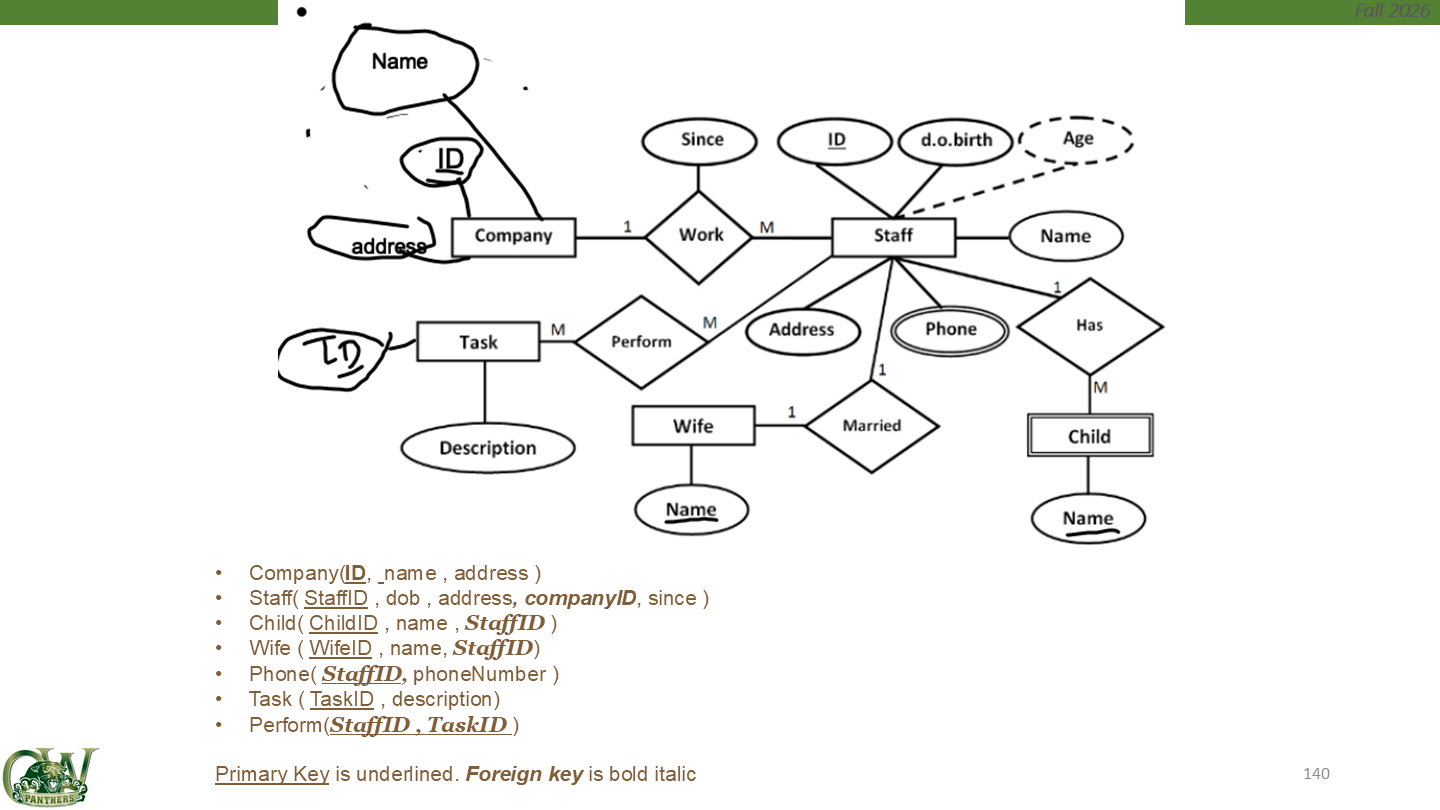 Fall 2026
Name
Since
ID
d.o.birth
Age
ID
address
Company
1
Work
M
Staff
Name
Task
M
Perform
M
Address
Phone
1
Has
ID
1
M
Description
Wife
1
Married
Child
Name
Name
• Company(ID, _name , address )
• Staff( StaffID , dob , address, companyID, since )
• Child( ChildID , name , StaffID )
• Wife ( WifeID , name, StaffID)
• Phone( StaffID, phoneNumber )
• Task ( TaskID , description)
• Perform(StaffID , TaskID )
Primary Key is underlined. Foreign key is bold italic
OW
PANTHERS
140